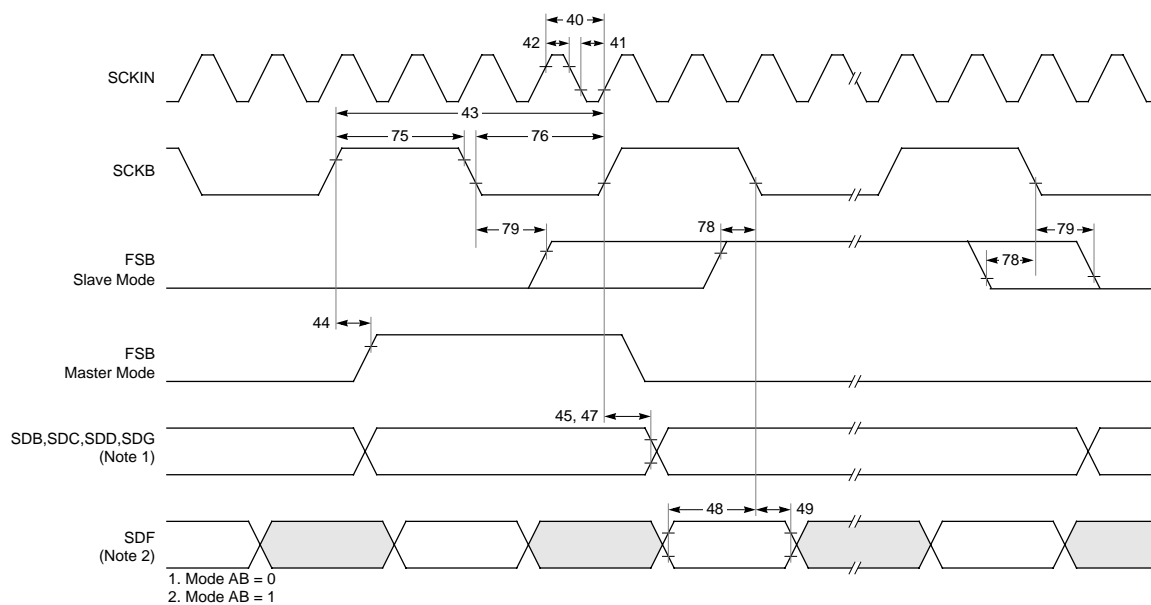 40
42
41
SCKIN
43
SCKB
75
76
79
78
79
FSB
Slave Mode
78
44
FSB
Master Mode
45, 47
SDB,SDC,SDD,SDG
(Note 1)
48
49
SDF
(Note 2)
1. Mode AB = 0
2. Mode AB = 1